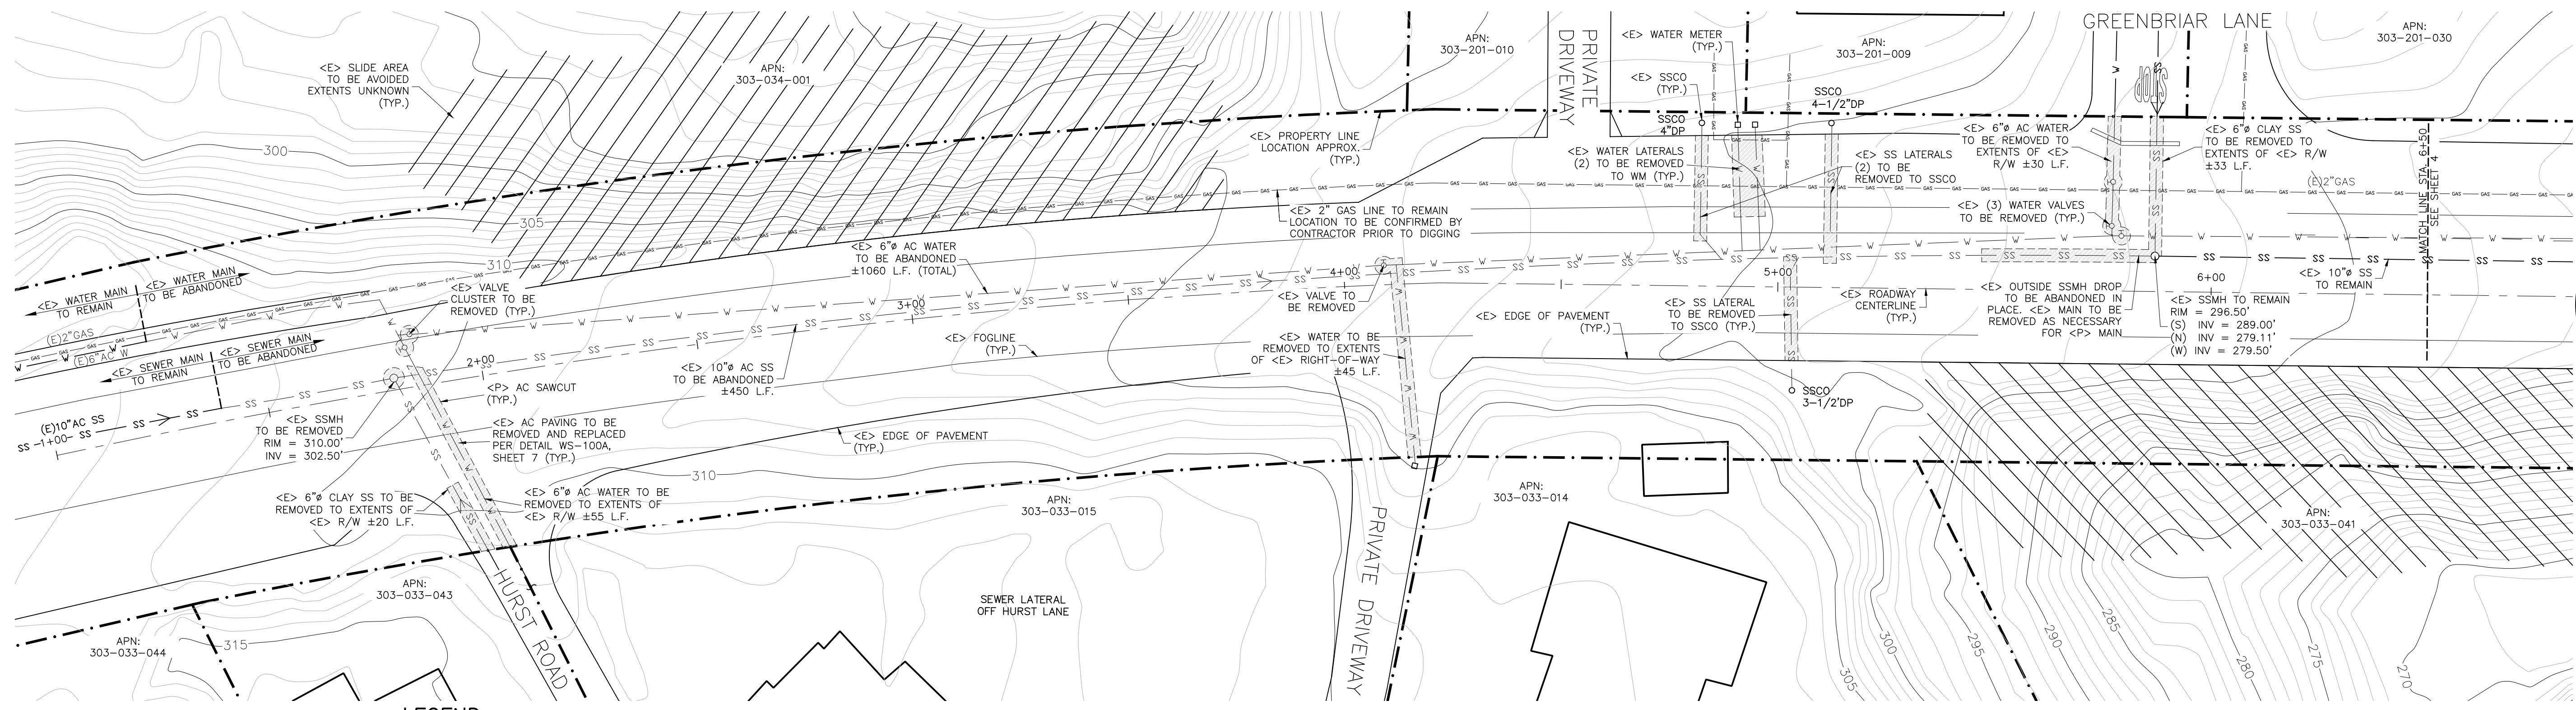 GREENBRIAR LANE
APN:
303-201-010
PRIVATE
DRIVEWAY
<E> WATER METER
(TYP.)
APN:
303-201-009
APN:
303-201-030
<E> SLIDE AREA
TO BE AVOIDED
EXTENTS UNKNOWN
(TYP.)
APN:
303-034-001
<E> SSCO
(TYP.)
SSCO
4-1/2"DP
SSCO
4"DP
<E> PROPERTY LINE
LOCATION APPROX.
(TYP.)
<E> WATER LATERALS
(2) TO BE REMOVED
TO WM (TYP.)
<E> SS LATERALS
(2) TO BE
REMOVED TO SSCO
<E> 6"ø AC WATER
TO BE REMOVED TO
EXTENTS OF <E>
R/W ±30 L.F.
<E> 6"ø CLAY SS
TO BE REMOVED TO
EXTENTS OF <E> R/W
±33 L.F.
MATCH LINE STA. 6+50
SEE SHEET 4
(E)2"GAS
300
305
310
<E> 2" GAS LINE TO REMAIN
LOCATION TO BE CONFIRMED BY
CONTRACTOR PRIOR TO DIGGING
<E> (3) WATER VALVES
TO BE REMOVED (TYP.)
<E> 6"ø AC WATER
TO BE ABANDONED
±1060 L.F. (TOTAL)
<E> WATER MAIN
TO REMAIN
<E> WATER MAIN
TO BE ABANDONED
<E> VALVE
CLUSTER TO BE
REMOVED (TYP.)
3+00
4+00
5+00
6+00
<E> 10"ø SS
TO REMAIN
<E> VALVE TO
BE REMOVED
<E> SS LATERAL
TO BE REMOVED
TO SSCO (TYP.)
<E> ROADWAY
CENTERLINE
(TYP.)
<E> OUTSIDE SSMH DROP
TO BE ABANDONED IN
PLACE. <E> MAIN TO BE
REMOVED AS NECESSARY
FOR <P> MAIN
<E> SSMH TO REMAIN
RIM = 296.50'
(S) INV = 289.00'
(N) INV = 279.11'
(W) INV = 279.50'
(E)2"GAS
(E)6"AC W
<E> SEWER MAIN
TO REMAIN
<E> SEWER MAIN
TO BE ABANDONED
2+00
<E> FOGLINE
(TYP.)
<E> EDGE OF PAVEMENT
(TYP.)
<E> WATER TO BE
REMOVED TO EXTENTS
OF <E> RIGHT-OF-WAY
±45 L.F.
<E> 10"ø AC SS
TO BE ABANDONED
±450 L.F.
<P> AC SAWCUT
(TYP.)
SSCO
3-1/2'DP
(E)10"AC SS
SS -1+00- SS
<E> SSMH
TO BE REMOVED
RIM = 310.00'
INV = 302.50'
<E> AC PAVING TO BE
REMOVED AND REPLACED
PER DETAIL WS-100A,
SHEET 7 (TYP.)
<E> EDGE OF PAVEMENT
(TYP.)
310
<E> 6"ø CLAY SS TO BE
REMOVED TO EXTENTS OF
<E> R/W ±20 L.F.
<E> 6"ø AC WATER TO BE
REMOVED TO EXTENTS OF
<E> R/W ±55 L.F.
APN:
303-033-015
APN:
303-033-014
APN:
303-033-041
PRIVATE DRIVEWAY
HURST ROAD
APN:
303-033-043
APN:
303-033-044
315
SEWER LATERAL
OFF HURST LANE
305
300
295
290
285
280
275
270